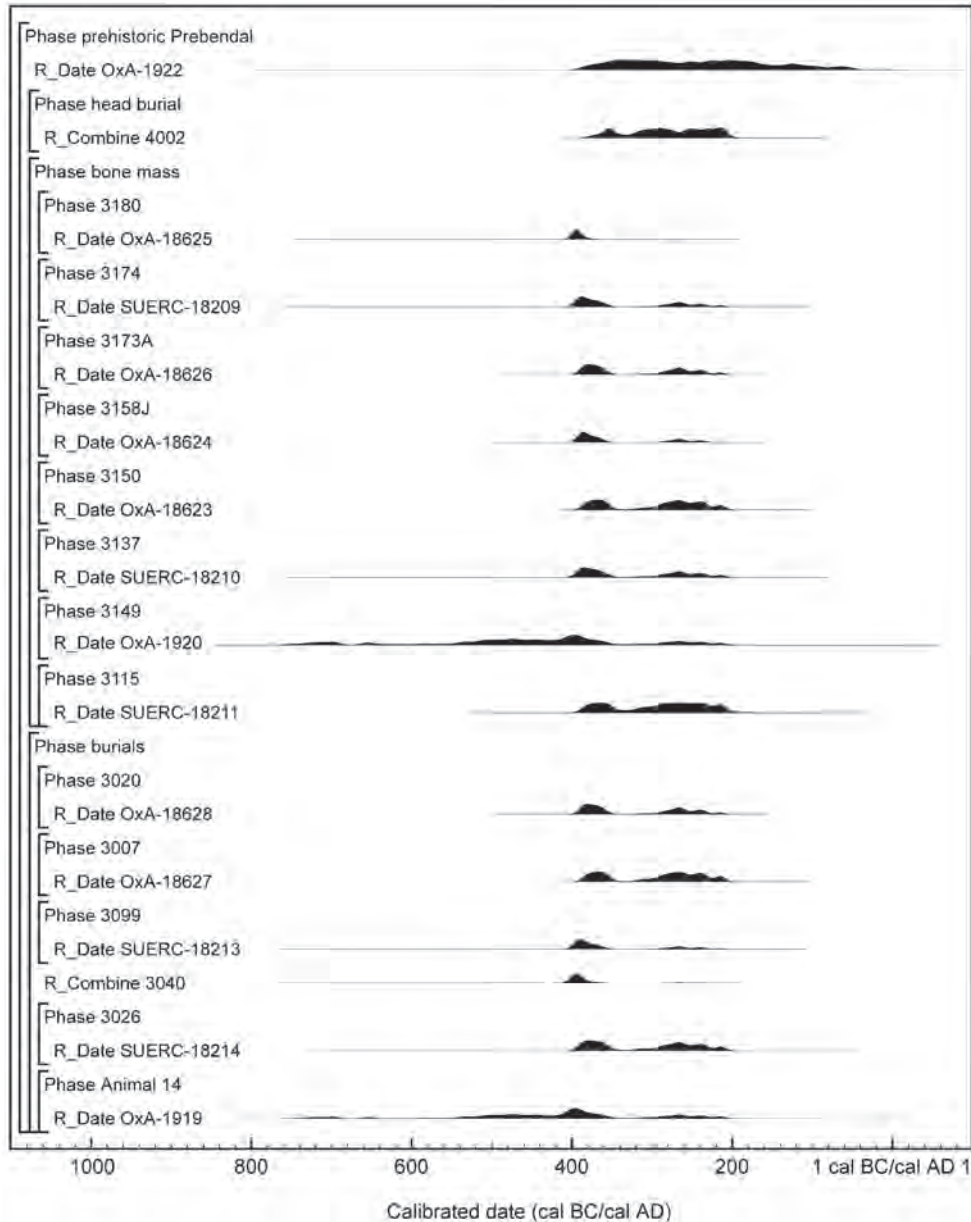 Phase prehistoric Prebendal
R_Date OxA-1922
Phase head burial
R_Combine 4002
Phase bone mass
Phase 3180
R_Date OxA-18625
Phase 3174
R_Date SUERC-18209
Phase 3173A
R_Date OxA-18626
Phase 3158J
R_Date OxA-18624
Phase 3150
R_Date OxA-18623
Phase 3137
R_Date SUERC-18210
Phase 3149
R_Date OxA-1920
Phase 3115
R_Date SUERC-18211
Phase burials
Phase 3020
R_Date OxA-18628
Phase 3007
R_Date OxA-18627
Phase 3099
R_Date SUERC-18213
R_Combine 3040
Phase 3026
R_Date SUERC-18214
Phase Animal 14
R_Date OxA-1919
1000 800 600 400 200 1 cal BC/cal AD 1
Calibrated date (cal BC/cal AD)